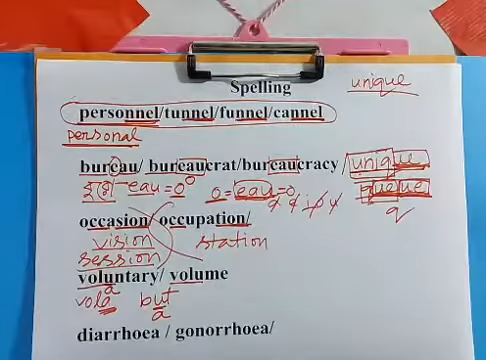 Spelling unique
personnel/tunnel/funnel/cannel
personal
bureau/ bureaucrat/bureaucracy/ unique
eau = o o = eau = o queue
q
occasion/ occupation/
vision station
session
voluntary/ volume
a
vola but
a
diarrhoea / gonorrhoea/